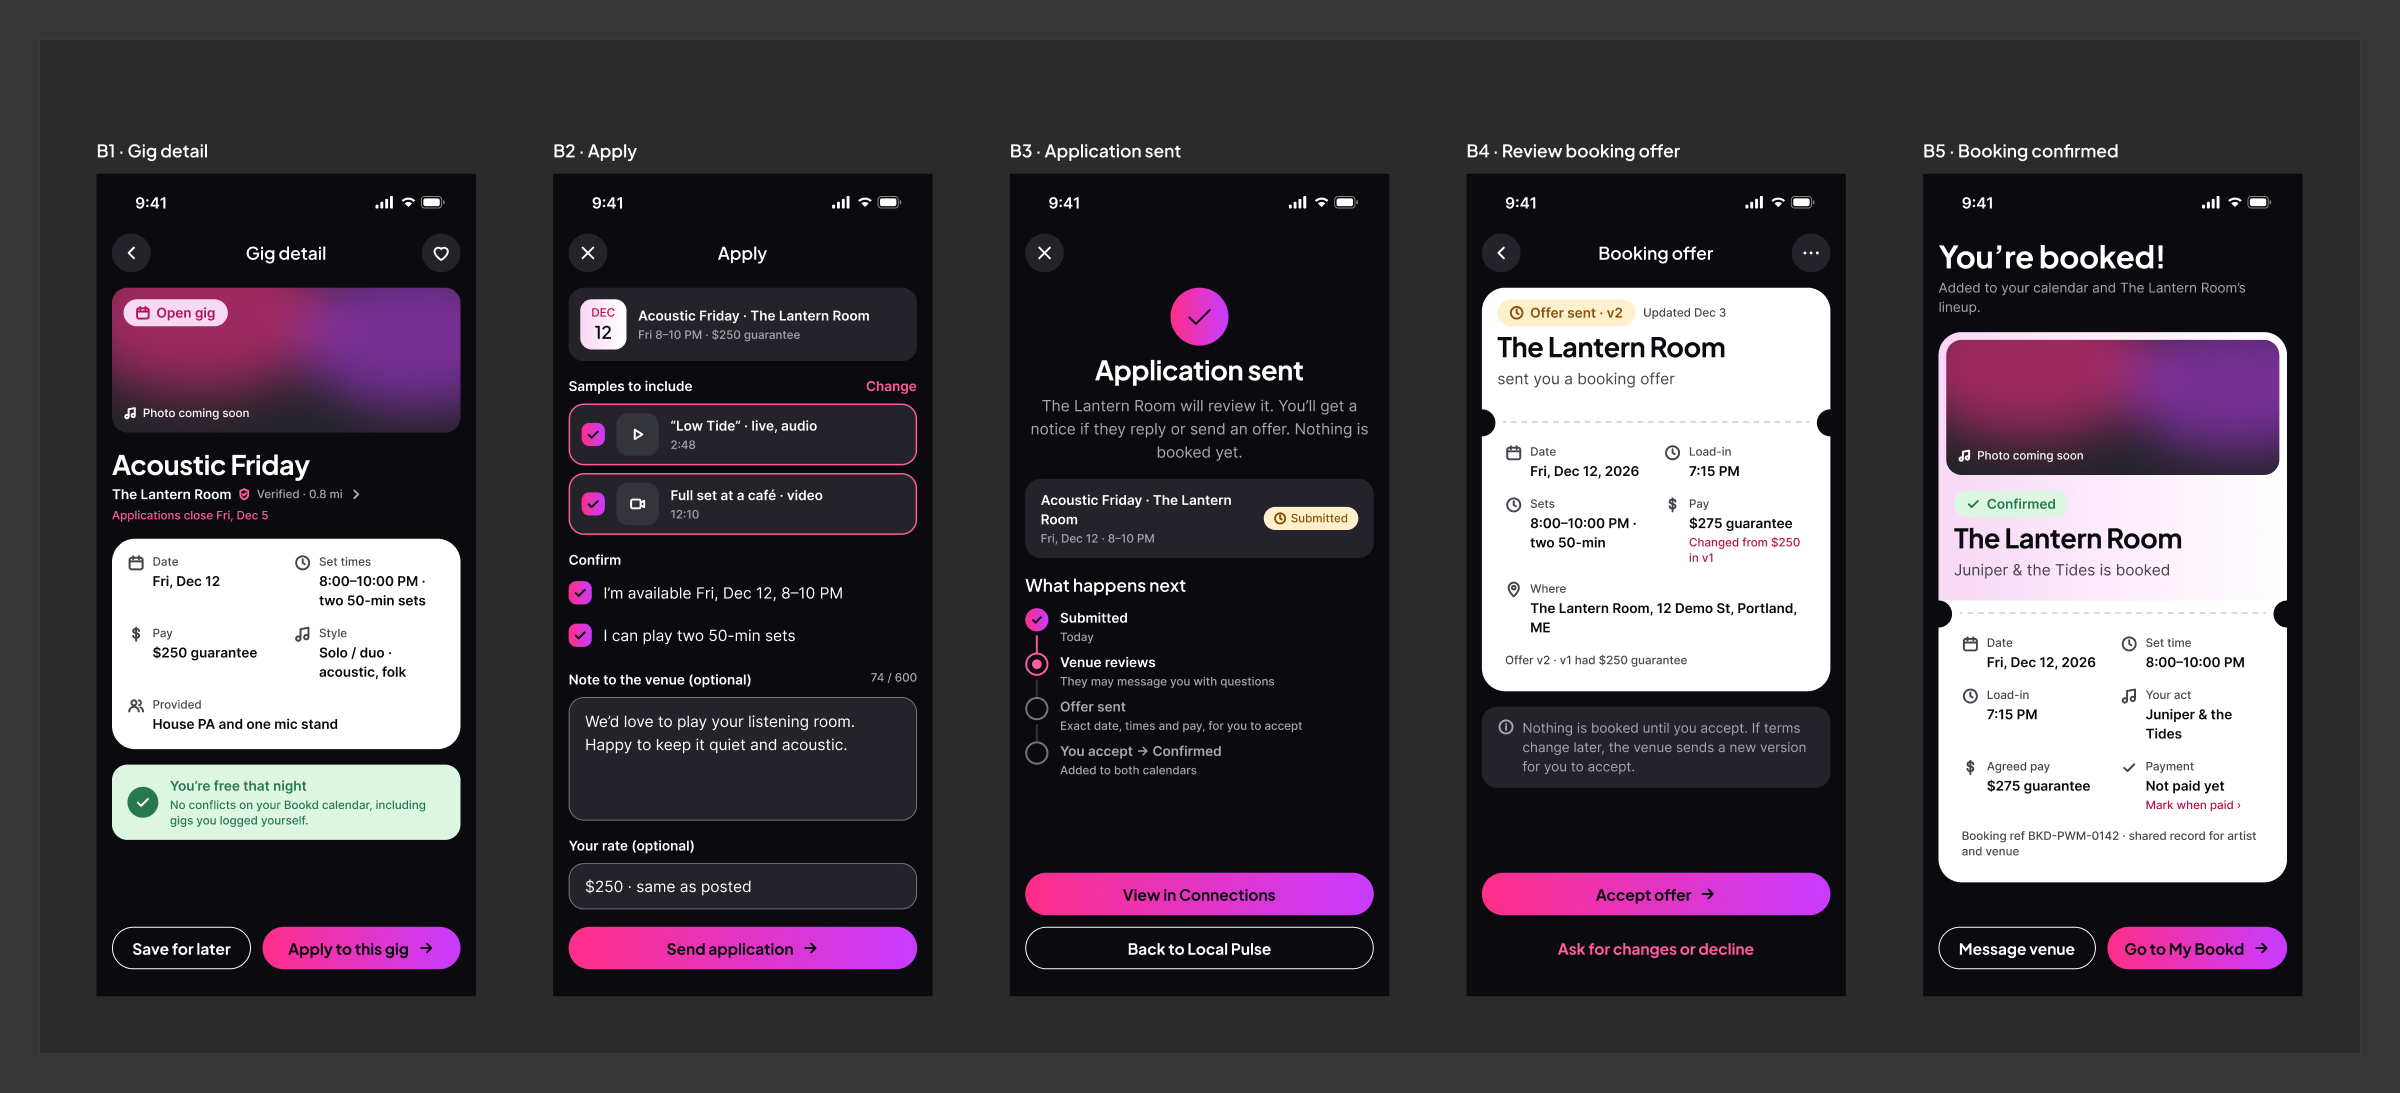 B1 · Gig detail
9:41
Gig detail
Open gig
Photo coming soon
Acoustic Friday
The Lantern Room Verified · 0.8 mi
Applications close Fri, Dec 5
Date
Fri, Dec 12
Set times
8:00–10:00 PM ·
two 50-min sets
Pay
$250 guarantee
Style
Solo / duo ·
acoustic, folk
Provided
House PA and one mic stand
You're free that night
No conflicts on your Bookd calendar, including
gigs you logged yourself.
Save for later
Apply to this gig →
B2 · Apply
9:41
Apply
DEC
12
Acoustic Friday · The Lantern Room
Fri 8–10 PM · $250 guarantee
Samples to include
Change
“Low Tide” · live, audio
2:48
Full set at a café · video
12:10
Confirm
I’m available Fri, Dec 12, 8–10 PM
I can play two 50-min sets
Note to the venue (optional)
74 / 600
We’d love to play your listening room.
Happy to keep it quiet and acoustic.
Your rate (optional)
$250 · same as posted
Send application →
B3 · Application sent
9:41
Application sent
The Lantern Room will review it. You’ll get a
notice if they reply or send an offer. Nothing is
booked yet.
Acoustic Friday · The Lantern
Room
Fri, Dec 12 · 8–10 PM
Submitted
What happens next
Submitted
Today
Venue reviews
They may message you with questions
Offer sent
Exact date, times and pay, for you to accept
You accept → Confirmed
Added to both calendars
View in Connections
Back to Local Pulse
B4 · Review booking offer
9:41
Booking offer
Offer sent · v2
Updated Dec 3
The Lantern Room
sent you a booking offer
Date
Fri, Dec 12, 2026
Load-in
7:15 PM
Sets
8:00–10:00 PM ·
two 50-min
Pay
$275 guarantee
Changed from $250
in v1
Where
The Lantern Room, 12 Demo St, Portland,
ME
Offer v2 · v1 had $250 guarantee
Nothing is booked until you accept. If terms
change later, the venue sends a new version
for you to accept.
Accept offer →
Ask for changes or decline
B5 · Booking confirmed
9:41
You’re booked!
Added to your calendar and The Lantern Room’s
lineup.
Photo coming soon
Confirmed
The Lantern Room
Juniper & the Tides is booked
Date
Fri, Dec 12, 2026
Set time
8:00–10:00 PM
Load-in
7:15 PM
Your act
Juniper & the
Tides
Agreed pay
$275 guarantee
Payment
Not paid yet
Mark when paid ›
Booking ref BKD-PWM-0142 · shared record for artist
and venue
Message venue
Go to My Bookd →